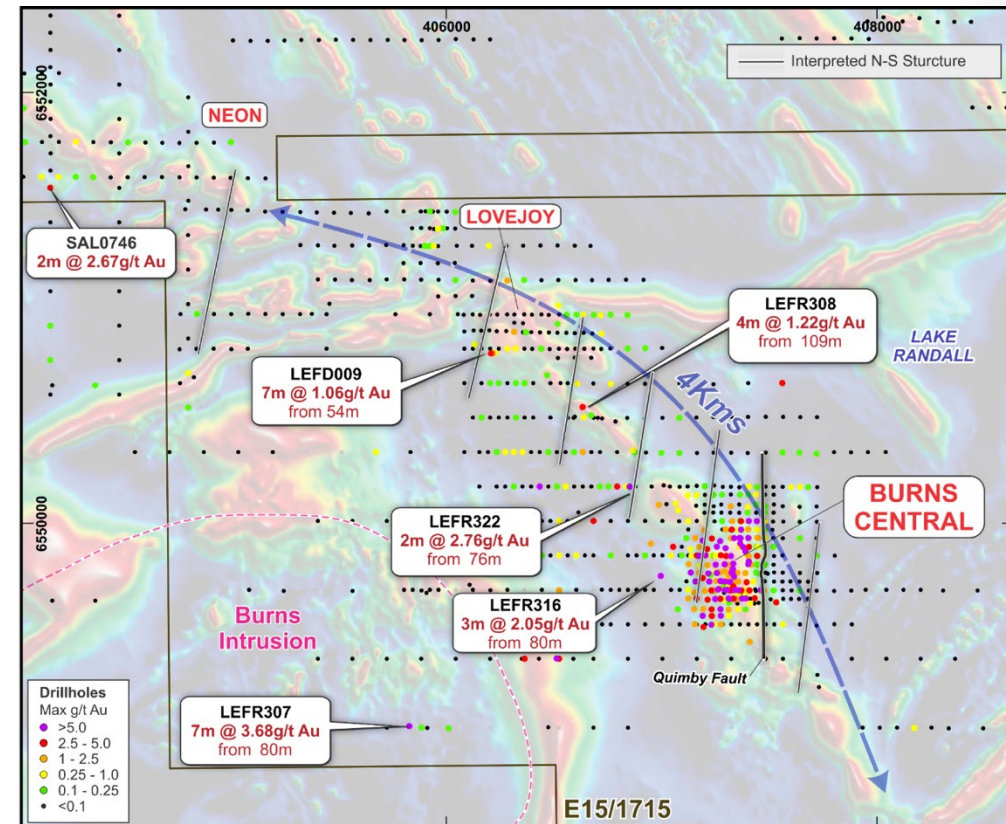 406000
408000
Interpreted N-S Sturcture
6552000
NEON
LOVEJOY
SAL0746
2m @ 2.67g/t Au
LEFR308
4m @ 1.22g/t Au
from 109m
LAKE
RANDALL
LEFD009
7m @ 1.06g/t Au
from 54m
4Kms
BURNS
CENTRAL
6550000
LEFR322
2m @ 2.76g/t Au
from 76m
LEFR316
3m @ 2.05g/t Au
from 80m
Burns
Intrusion
Quimby Fault
Drillholes
Max g/t Au
>5.0
2.5 - 5.0
1 - 2.5
0.25 - 1.0
0.1 - 0.25
<0.1
LEFR307
7m @ 3.68g/t Au
from 80m
E15/1715